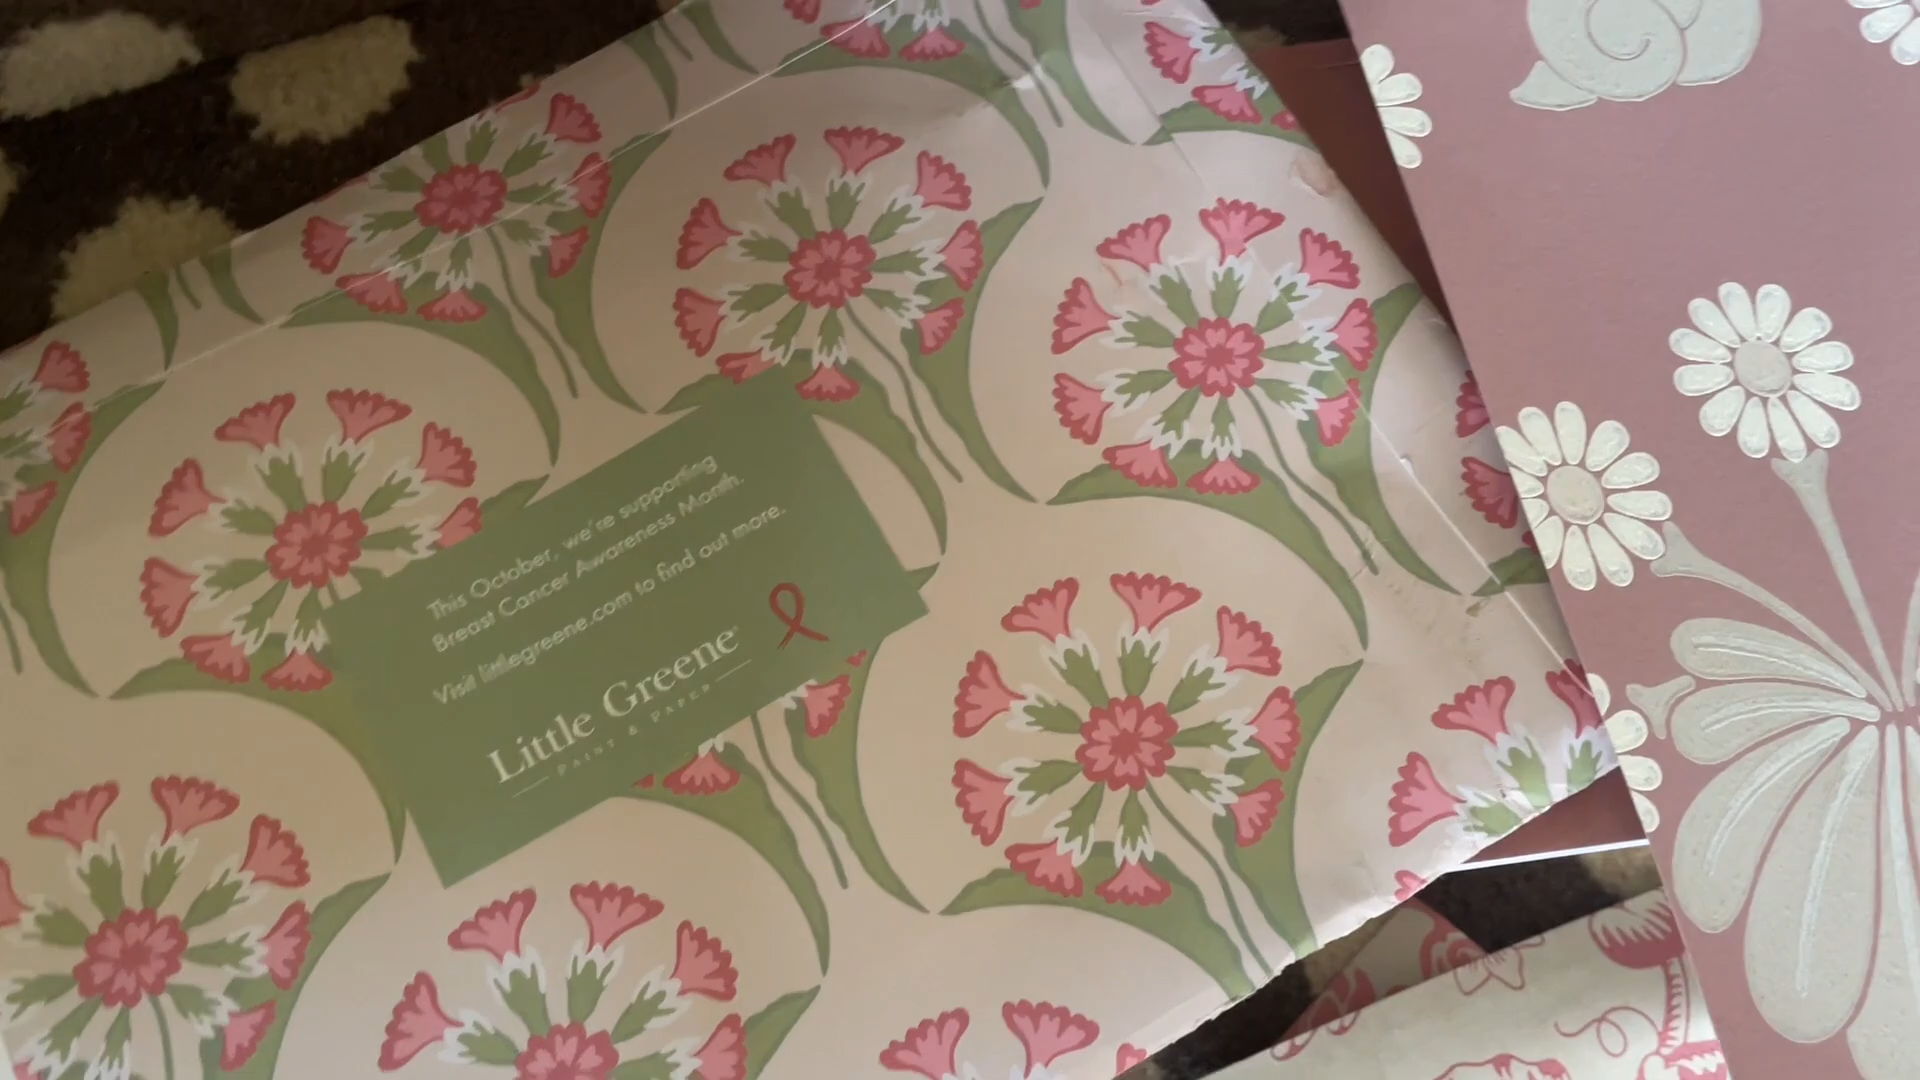 This October, we're supporting
Breast Cancer Awareness Month.
Visit littlegreene.com to find out more.
Little Greene
PAINT & PAPER